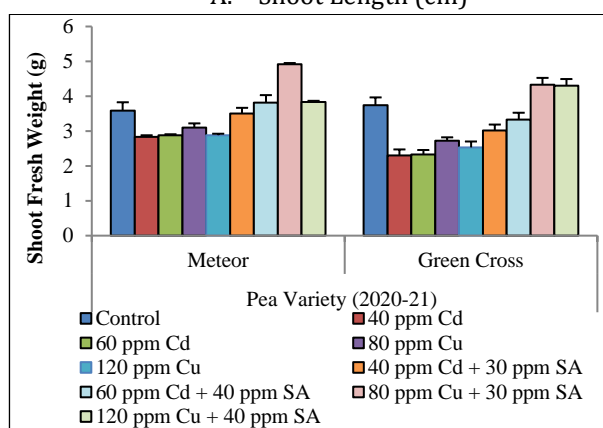 A. Shoot Length (cm)
Shoot Fresh Weight (g)
6
5
4
3
2
1
0
Meteor Green Cross
Pea Variety (2020-21)
Control 40 ppm Cd
60 ppm Cd 80 ppm Cu
120 ppm Cu 40 ppm Cd + 30 ppm SA
60 ppm Cd + 40 ppm SA 80 ppm Cu + 30 ppm SA
120 ppm Cu + 40 ppm SA